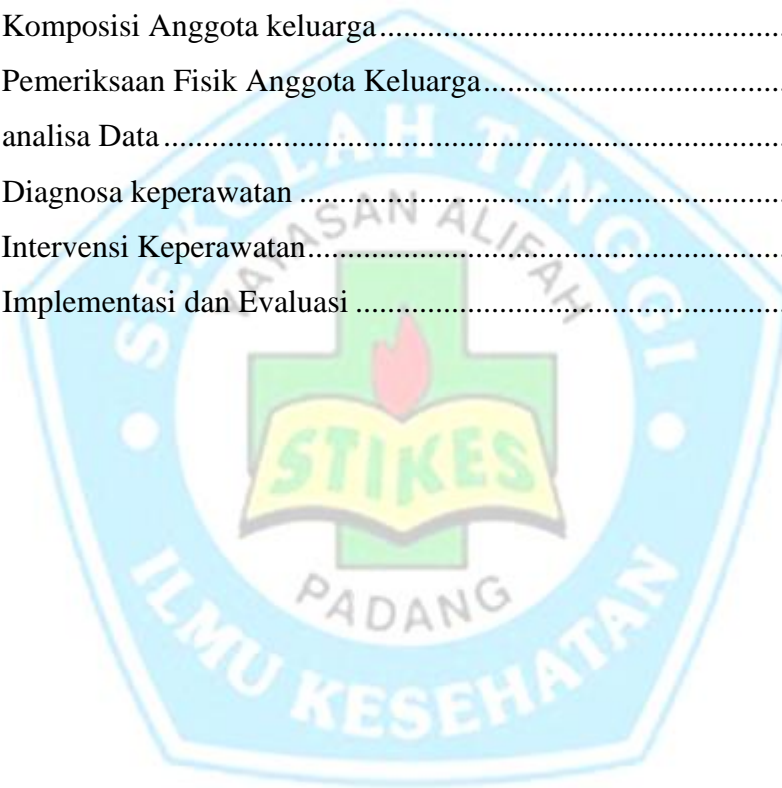 Komposisi Anggota keluarga................................................
Pemeriksaan Fisik Anggota Keluarga................................................
analisa Data................................................
Diagnosa keperawatan ................................................
Intervensi Keperawatan................................................
Implementasi dan Evaluasi ................................................
SEKOLAH TINGGI
YAYASAN ALIFAH
STIKES
PADANG
ILMU KESEHATAN